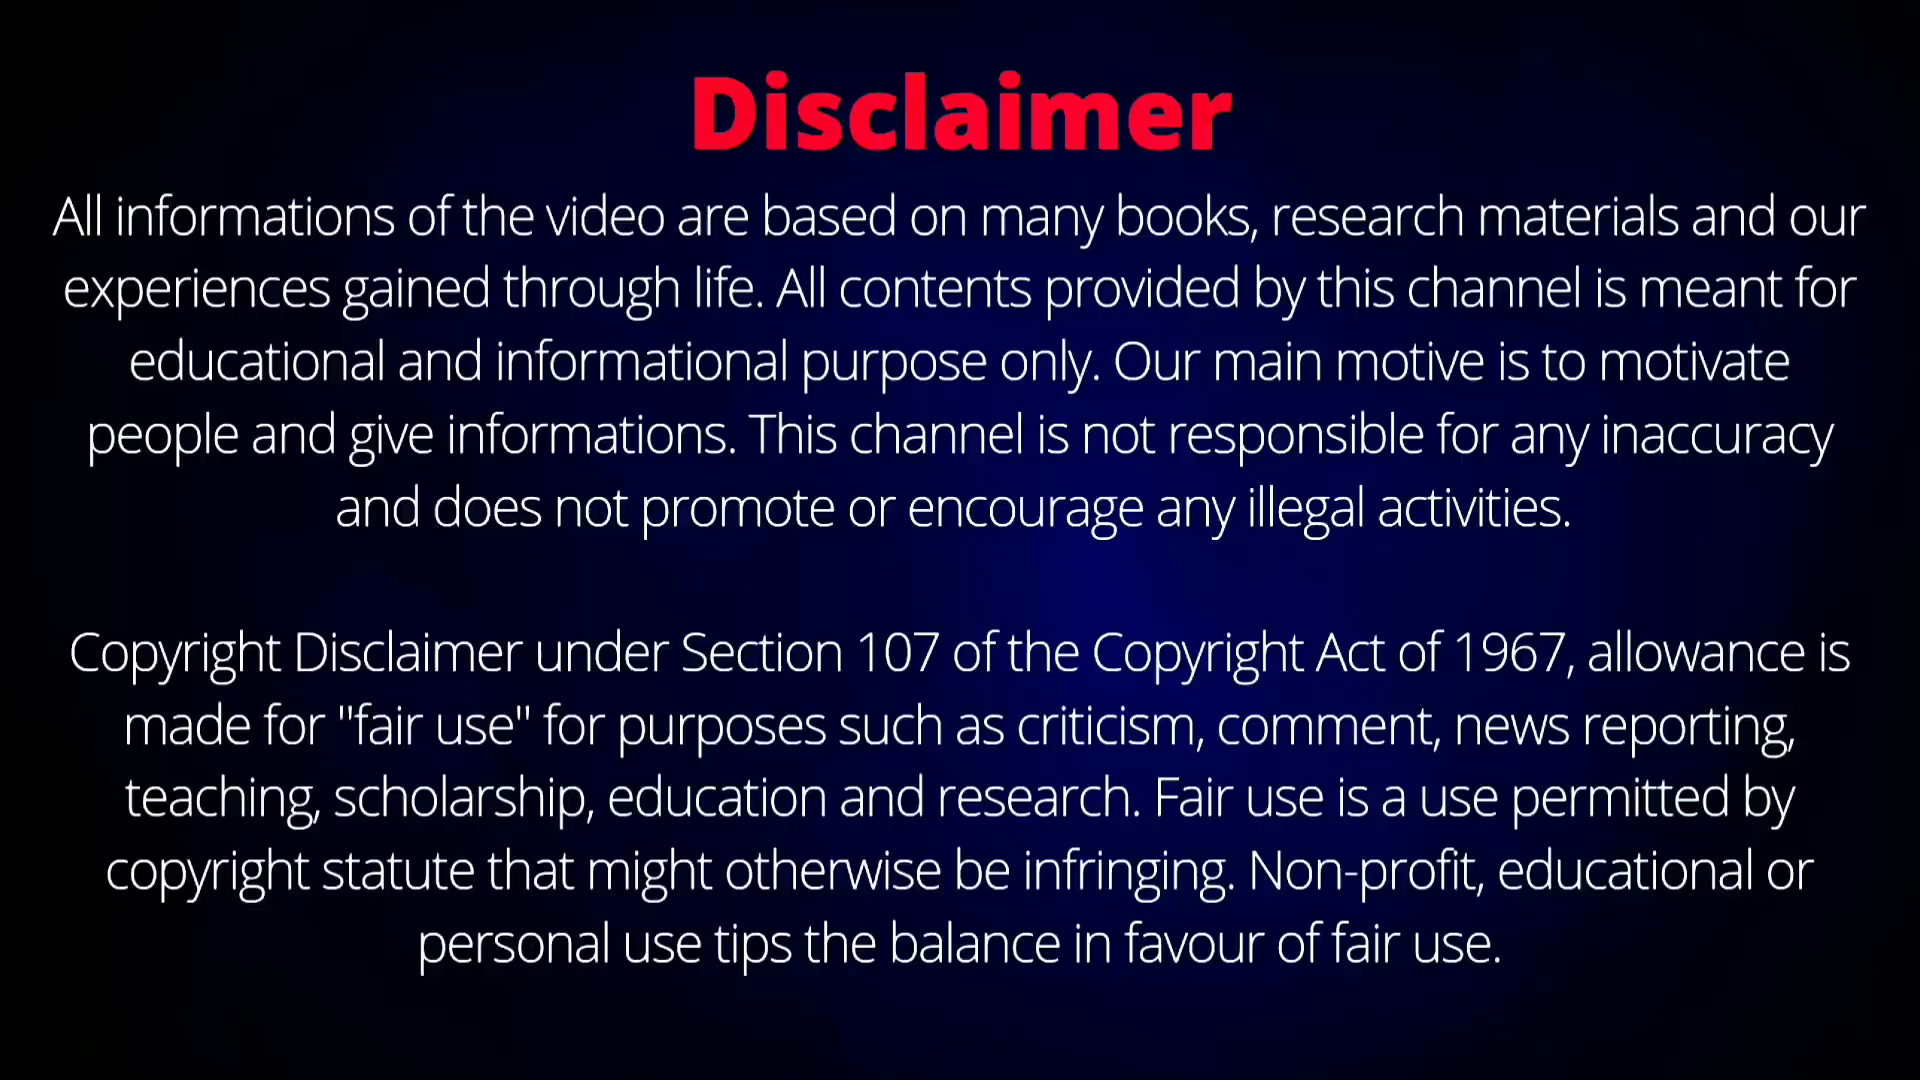 Disclaimer
All informations of the video are based on many books, research materials and our
experiences gained through life. All contents provided by this channel is meant for
educational and informational purpose only. Our main motive is to motivate
people and give informations. This channel is not responsible for any inaccuracy
and does not promote or encourage any illegal activities.
Copyright Disclaimer under Section 107 of the Copyright Act of 1967, allowance is
made for "fair use" for purposes such as criticism, comment, news reporting,
teaching, scholarship, education and research. Fair use is a use permitted by
copyright statute that might otherwise be infringing. Non-profit, educational or
personal use tips the balance in favour of fair use.